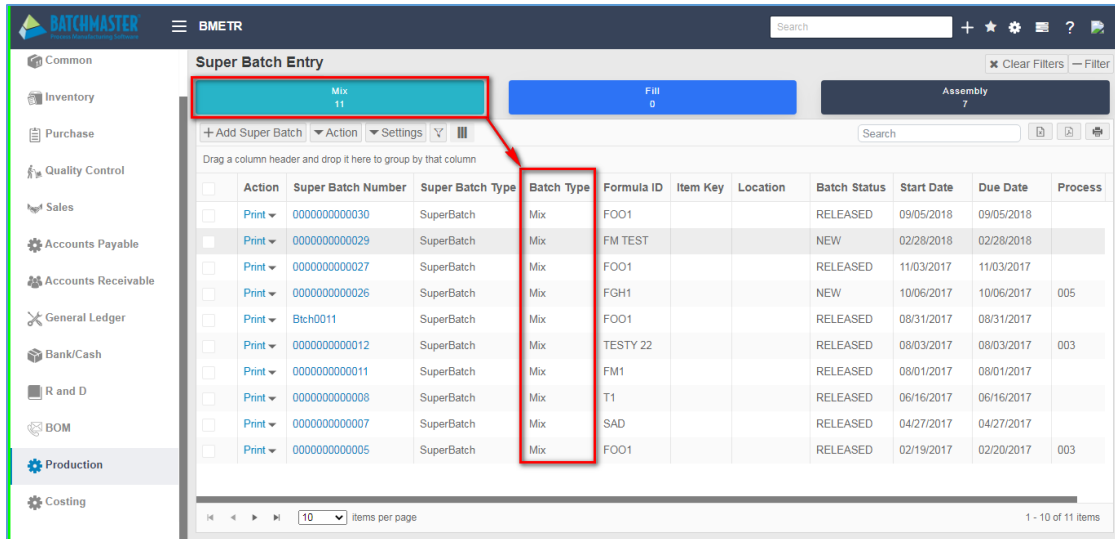 BATCHMASTER
Process Manufacturing Software
BMETR
Search
?
Common
Inventory
Purchase
Quality Control
Sales
Accounts Payable
Accounts Receivable
General Ledger
Bank/Cash
R and D
BOM
Production
Costing
Super Batch Entry
Clear Filters
Filter
Mix
11
Fill
0
Assembly
7
Add Super Batch Action Settings
Search
Drag a column header and drop it here to group by that column
Action Super Batch Number Super Batch Type Batch Type Formula ID Item Key Location Batch Status Start Date Due Date Process
Print 0000000000030 SuperBatch Mix FOO1 RELEASED 09/05/2018 09/05/2018
Print 0000000000029 SuperBatch Mix FM TEST NEW 02/28/2018 02/28/2018
Print 0000000000027 SuperBatch Mix FOO1 RELEASED 11/03/2017 11/03/2017
Print 0000000000026 SuperBatch Mix FGH1 NEW 10/06/2017 10/06/2017 005
Print Btch0011 SuperBatch Mix FOO1 RELEASED 08/31/2017 08/31/2017
Print 0000000000012 SuperBatch Mix TESTY 22 RELEASED 08/03/2017 08/03/2017 003
Print 0000000000011 SuperBatch Mix FM1 RELEASED 08/01/2017 08/01/2017
Print 0000000000008 SuperBatch Mix T1 RELEASED 06/16/2017 06/16/2017
Print 0000000000007 SuperBatch Mix SAD RELEASED 04/27/2017 04/27/2017
Print 0000000000005 SuperBatch Mix FOO1 RELEASED 02/19/2017 02/20/2017 003
10 items per page
1 - 10 of 11 items